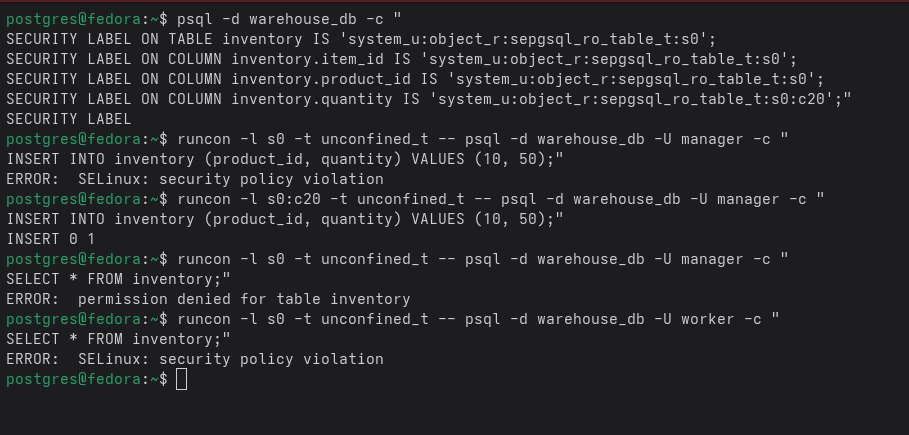 postgres@fedora:~$ psql -d warehouse_db -c "
SECURITY LABEL ON TABLE inventory IS 'system_u:object_r:sepgsql_ro_table_t:s0';
SECURITY LABEL ON COLUMN inventory.item_id IS 'system_u:object_r:sepgsql_ro_table_t:s0';
SECURITY LABEL ON COLUMN inventory.product_id IS 'system_u:object_r:sepgsql_ro_table_t:s0';
SECURITY LABEL ON COLUMN inventory.quantity IS 'system_u:object_r:sepgsql_ro_table_t:s0:c20';"
SECURITY LABEL
postgres@fedora:~$ runcon -l s0 -t unconfined_t -- psql -d warehouse_db -U manager -c "
INSERT INTO inventory (product_id, quantity) VALUES (10, 50);"
ERROR:  SELinux: security policy violation
postgres@fedora:~$ runcon -l s0:c20 -t unconfined_t -- psql -d warehouse_db -U manager -c "
INSERT INTO inventory (product_id, quantity) VALUES (10, 50);"
INSERT 0 1
postgres@fedora:~$ runcon -l s0 -t unconfined_t -- psql -d warehouse_db -U manager -c "
SELECT * FROM inventory;"
ERROR:  permission denied for table inventory
postgres@fedora:~$ runcon -l s0 -t unconfined_t -- psql -d warehouse_db -U worker -c "
SELECT * FROM inventory;"
ERROR:  SELinux: security policy violation
postgres@fedora:~$